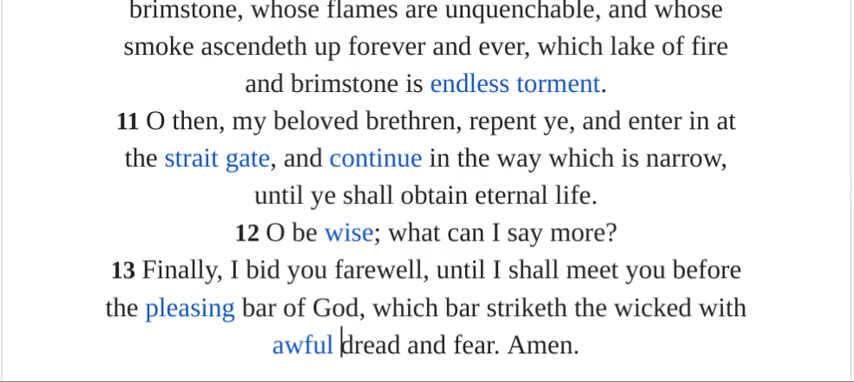 brimstone, whose flames are unquenchable, and whose
smoke ascendeth up forever and ever, which lake of fire
and brimstone is endless torment.
11 O then, my beloved brethren, repent ye, and enter in at
the strait gate, and continue in the way which is narrow,
until ye shall obtain eternal life.
12 O be wise; what can I say more?
13 Finally, I bid you farewell, until I shall meet you before
the pleasing bar of God, which bar striketh the wicked with
awful dread and fear. Amen.